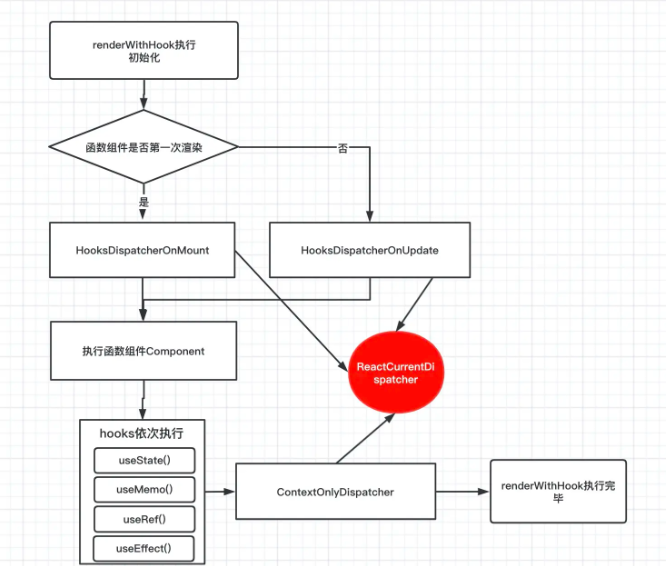 renderWithHook执行
初始化
函数组件是否第一次渲染
否
是
HooksDispatcherOnMount
HooksDispatcherOnUpdate
执行函数组件Component
ReactCurrentDi
spatcher
hooks依次执行
useState()
useMemo()
useRef()
useEffect()
ContextOnlyDispatcher
renderWithHook执行完
毕